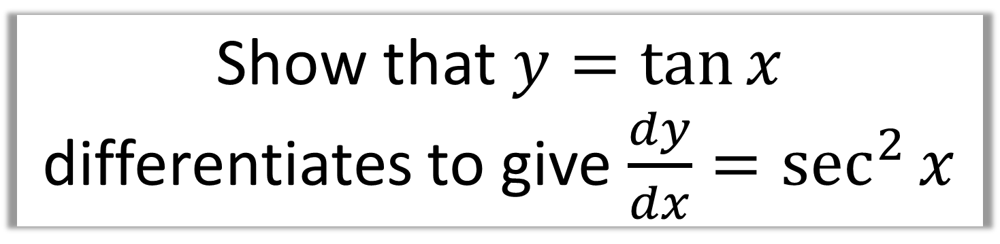 Show that y = tan x
differentiates to give dy/dx = sec² x